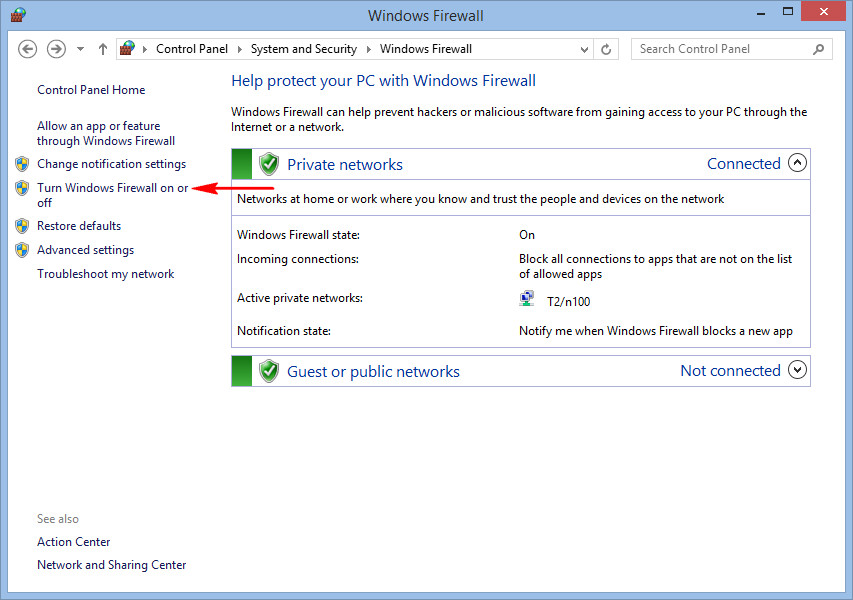 Windows Firewall
Control Panel
System and Security
Windows Firewall
Search Control Panel
Control Panel Home
Allow an app or feature
through Windows Firewall
Change notification settings
Turn Windows Firewall on or
off
Restore defaults
Advanced settings
Troubleshoot my network
See also
Action Center
Network and Sharing Center
Help protect your PC with Windows Firewall
Windows Firewall can help prevent hackers or malicious software from gaining access to your PC through the
Internet or a network.
Private networks Connected
Networks at home or work where you know and trust the people and devices on the network
Windows Firewall state: On
Incoming connections: Block all connections to apps that are not on the list
of allowed apps
Active private networks: T2/n100
Notification state: Notify me when Windows Firewall blocks a new app
Guest or public networks Not connected